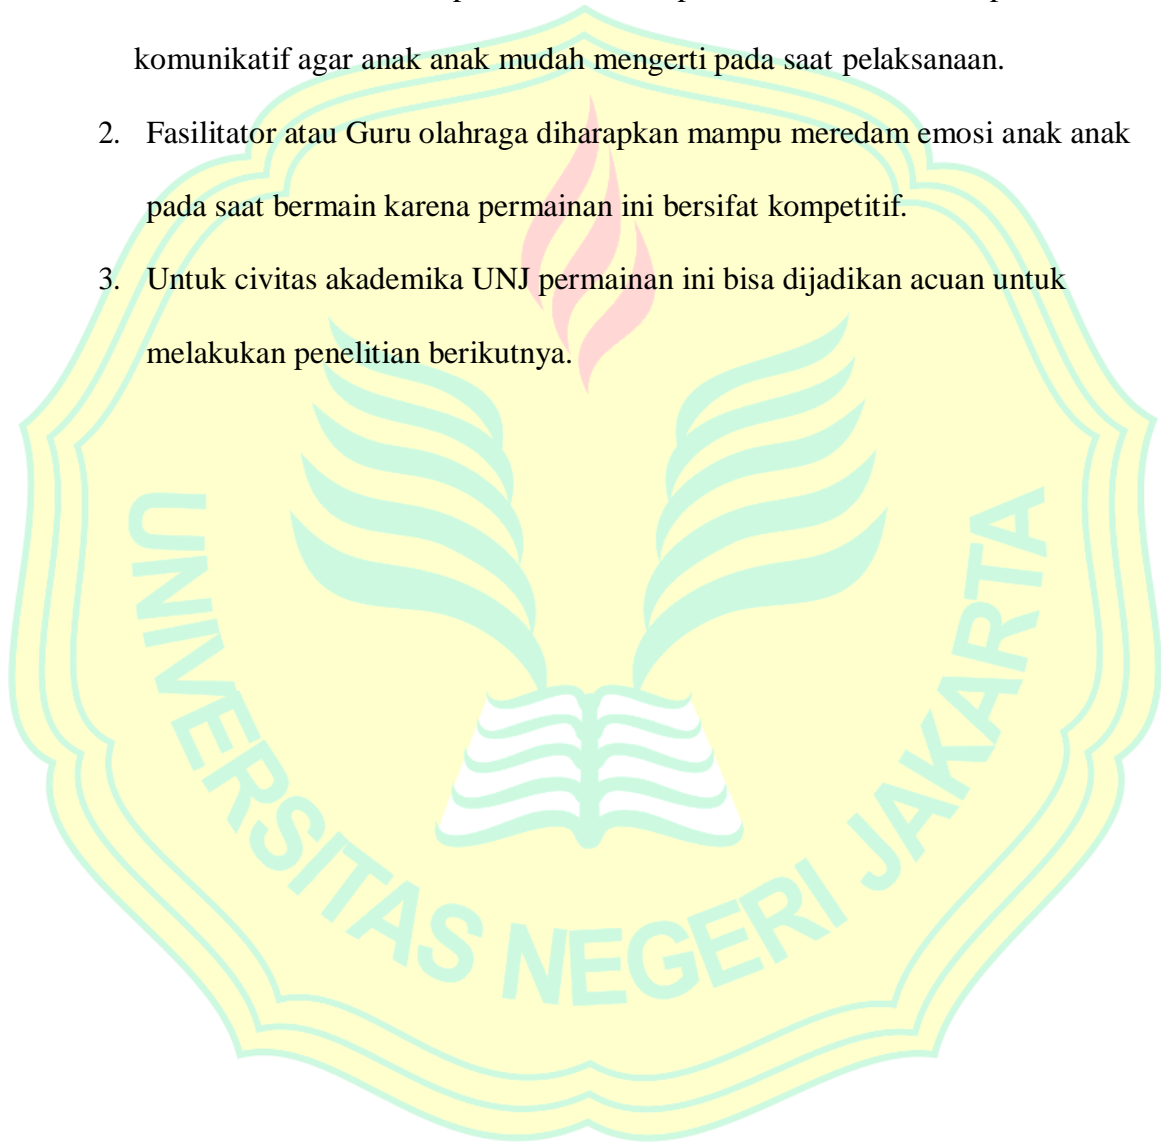 komunikatif agar anak anak mudah mengerti pada saat pelaksanaan.
2. Fasilitator atau Guru olahraga diharapkan mampu meredam emosi anak anak
pada saat bermain karena permainan ini bersifat kompetitif.
3. Untuk civitas akademika UNJ permainan ini bisa dijadikan acuan untuk
melakukan penelitian berikutnya.
UNIVERSITAS NEGERI JAKARTA